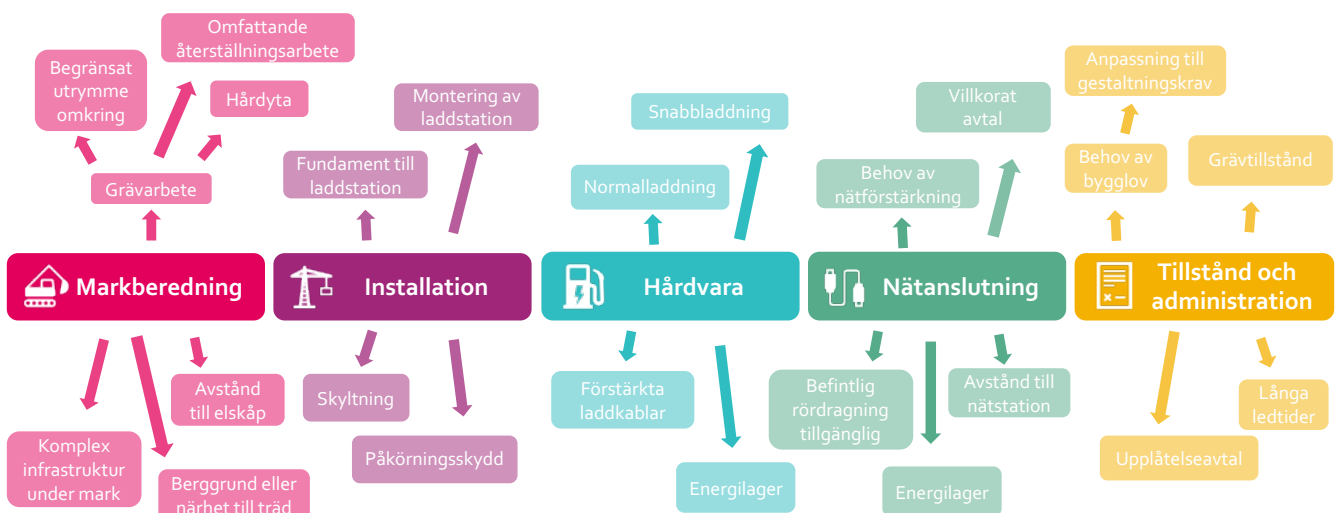 Omfattande
återställningsarbete
Begränsat
utrymme
omkring
Hårdyta
Grävarbete
Montering av
laddstation
Fundament till
laddstation
Snabbladdning
Normalladdning
Villkorat
avtal
Behov av
nätförstärkning
Anpassning till
gestaltningskrav
Behov av
bygglov
Grävtillstånd
Markberedning
Installation
Hårdvara
Nätanslutning
Tillstånd och
administration
Avstånd
till elskåp
Komplex
infrastruktur
under mark
Berggrund eller
närhet till träd
Skyltning
Påkörningsskydd
Förstärkta
laddkablar
Energilager
Befintlig
rördragning
tillgänglig
Avstånd till
nätstation
Energilager
Långa
ledtider
Upplåtelseavtal